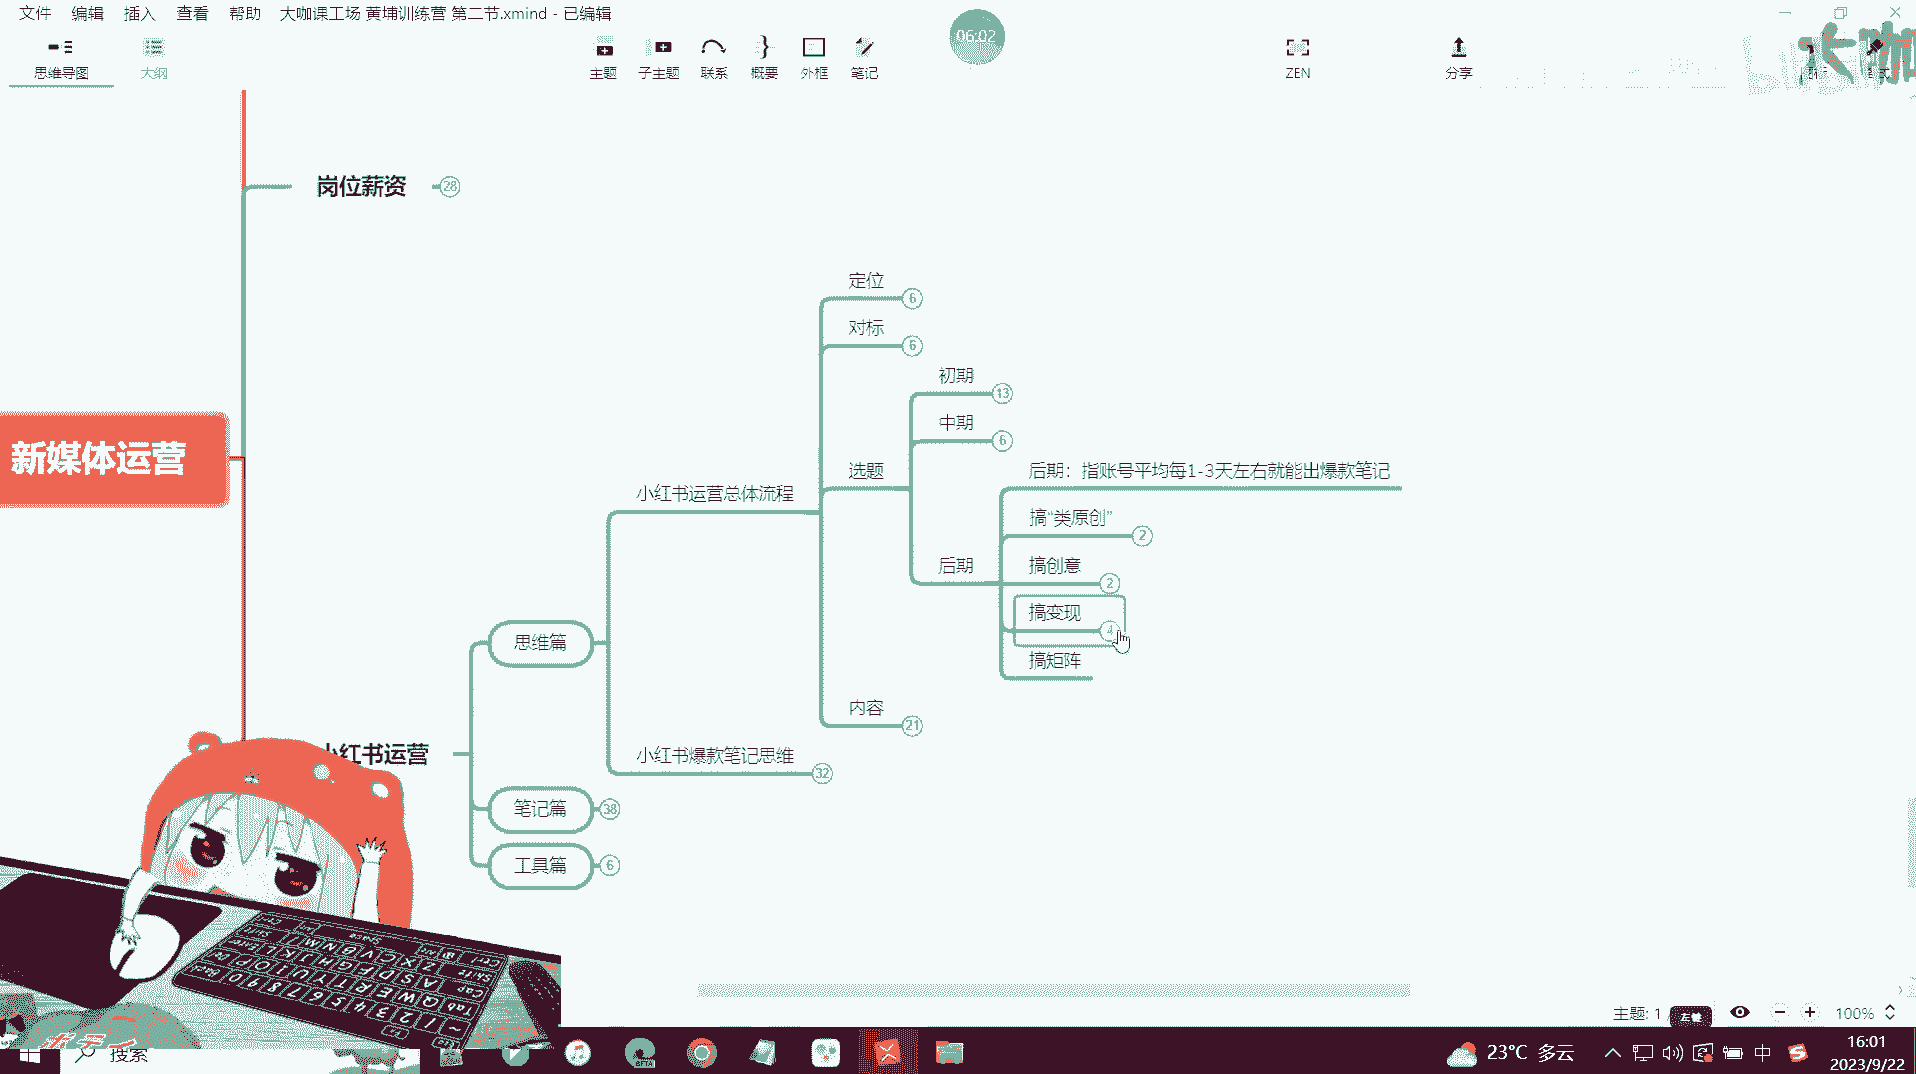 文件 编辑 插入 查看 帮助 大咖课工场 黄埔训练营 第二节.xmind - 已编辑
06:02
思维导图 大纲 主题 子主题 联系 概要 外框 笔记 ZEN 分享
大咖
岗位薪资 28
定位 6
对标 6
初期 13
中期 6
新媒体运营
选题
后期：指账号平均每1-3天左右就能出爆款笔记
小红书运营总体流程
搞“类原创” 2
后期
搞创意 2
搞变现 4
思维篇
搞矩阵
内容 21
小红书运营
小红书爆款笔记思维 32
笔记篇 38
工具篇 6
主题: 1
左键
100%
搜索
23°C 多云
中
16:01
2023/9/22